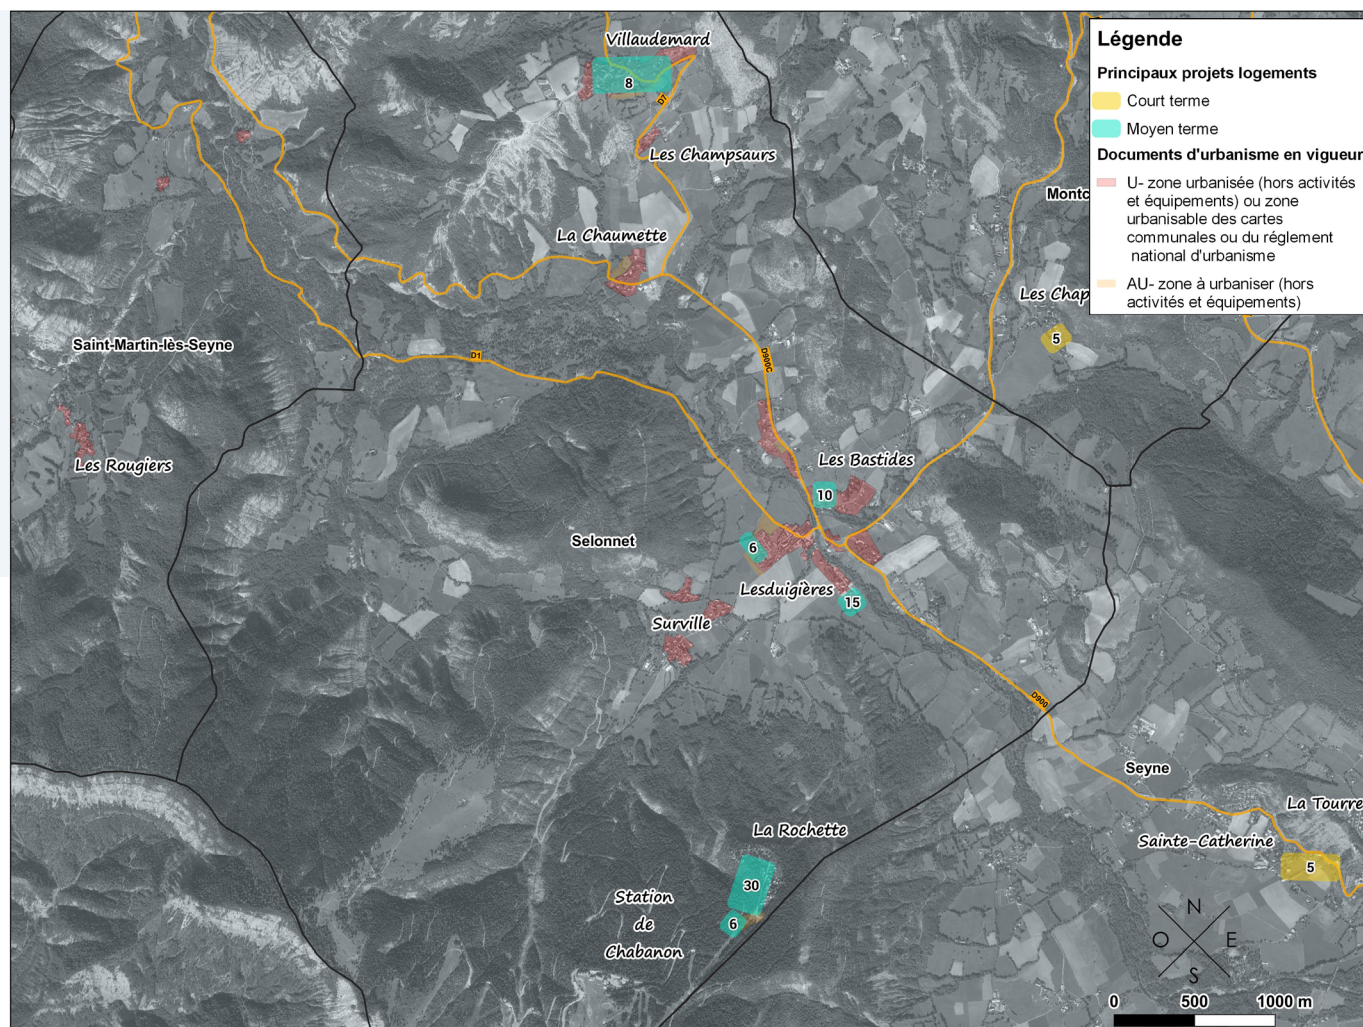 Villaudemard
8
D7
Les Champsaurs
La Chaumette
Légende
Principaux projets logements
Court terme
Moyen terme
Documents d'urbanisme en vigueur
U- zone urbanisée (hors activités
et équipements) ou zone
urbanisable des cartes
communales ou du réglement
national d'urbanisme
AU- zone à urbaniser (hors
activités et équipements)
Montc
Les Chap
5
Saint-Martin-lès-Seyne
D1
D900C
Les Rougiers
Les Bastides
10
Selonnet
6
Lesduigières
15
Surville
D900
Seyne
La Tourre
Sainte-Catherine
5
La Rochette
30
6
Station
de
Chabanon
N
O
E
S
0 500 1000 m